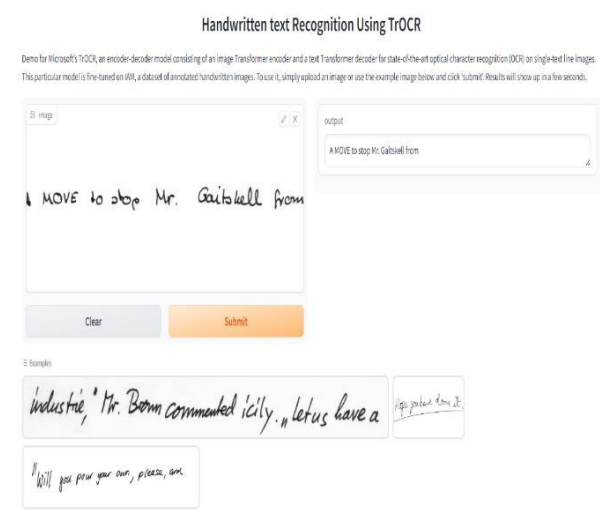 Handwritten text Recognition Using TrOCR
Demo for Microsoft's TrOCR, an encoder-decoder model consisting of an image Transformer encoder and a text Transformer decoder for state-of-the-art optical character recognition (OCR) on single-text line images.
This particular model is fine-tuned on IAM, a dataset of annotated handwritten images. To use it, simply upload an image or use the example image below and click 'submit'. Results will show up in a few seconds.
image
output
A MOVE to stop Mr. Gaitskell from
A MOVE to stop Mr. Gaitskell from
Clear
Submit
Examples
industrie," Mr. Brown commented icily. "Let us have a
Hope you have done it.
"Will you pour your own, please, and